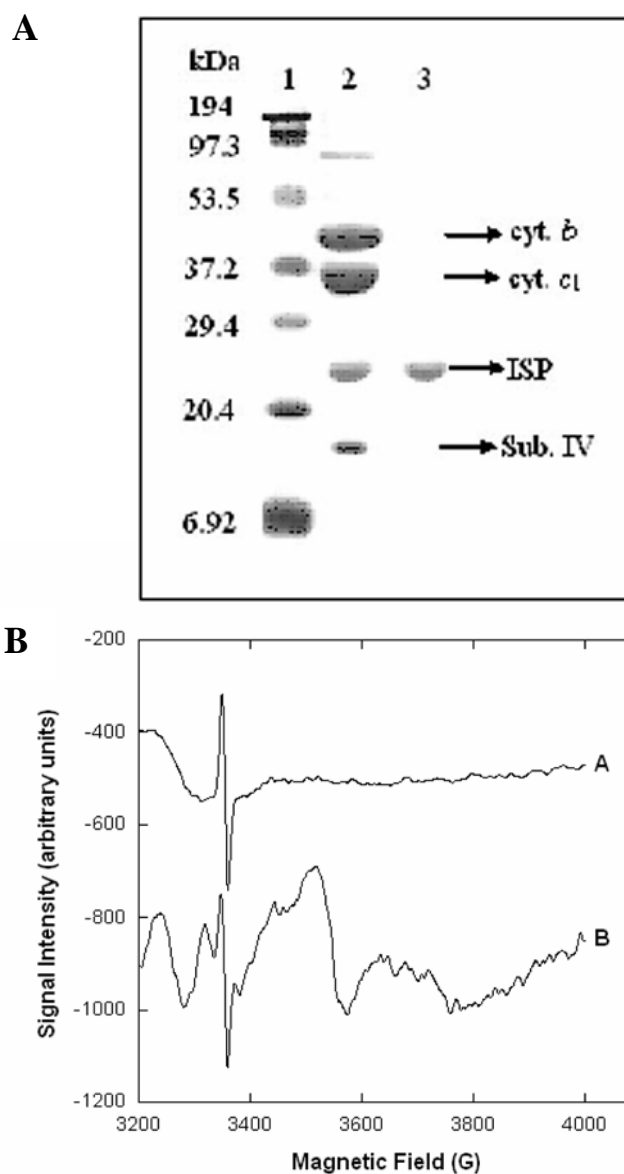 A
kDa 1 2 3
194
97.3
53.5
cyt. b
37.2
cyt. c1
29.4
ISP
20.4
Sub. IV
6.92
B
-200
-400
A
-600
-800
B
-1000
-1200
3200 3400 3600 3800 4000
Signal Intensity (arbitrary units)
Magnetic Field (G)